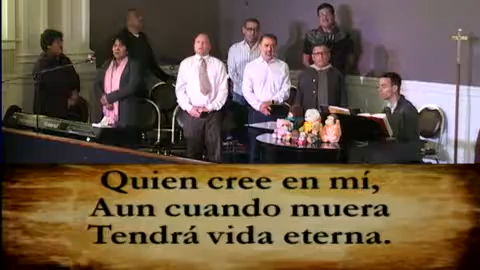 Quien cree en mí,
Aun cuando muera
Tendrá vida eterna.